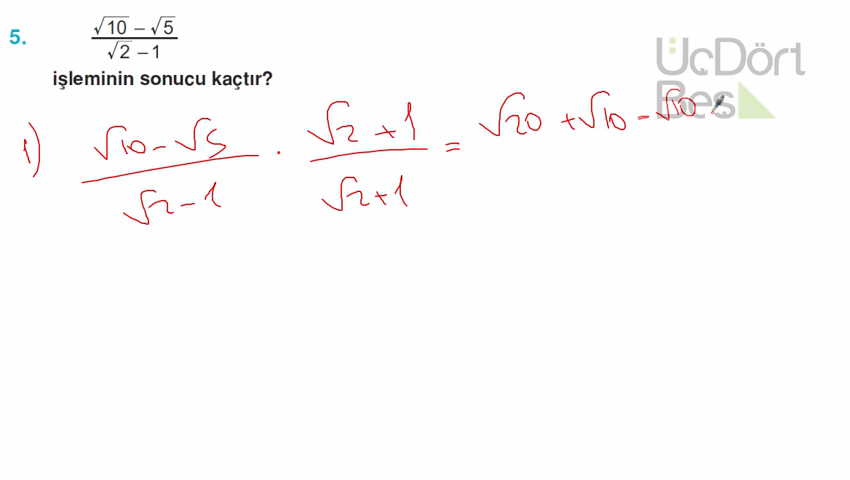 5. √10 – √5 / √2 – 1
işleminin sonucu kaçtır?
ÜçDört
Beş
1) √10 - √5 / √2 - 1 · √2 + 1 / √2 + 1 = √20 + √10 - √10